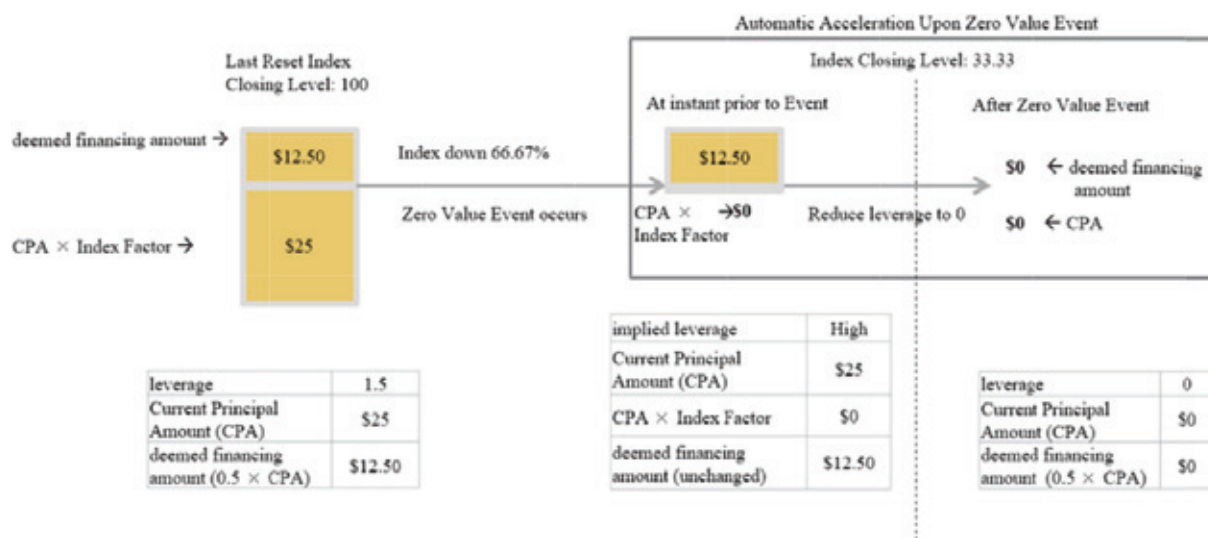 Automatic Acceleration Upon Zero Value Event
Last Reset Index
Closing Level: 100
Index Closing Level: 33.33
At instant prior to Event
After Zero Value Event
deemed financing amount →
$12.50
Index down 66.67%
$12.50
$0 ← deemed financing
amount
Zero Value Event occurs
CPA × →$0
Index Factor
Reduce leverage to 0
$0 ← CPA
CPA × Index Factor →
$25
leverage 1.5
Current Principal
Amount (CPA) $25
deemed financing
amount (0.5 × CPA) $12.50
implied leverage High
Current Principal
Amount (CPA) $25
CPA × Index Factor $0
deemed financing
amount (unchanged) $12.50
leverage 0
Current Principal
Amount (CPA) $0
deemed financing
amount (0.5 × CPA) $0